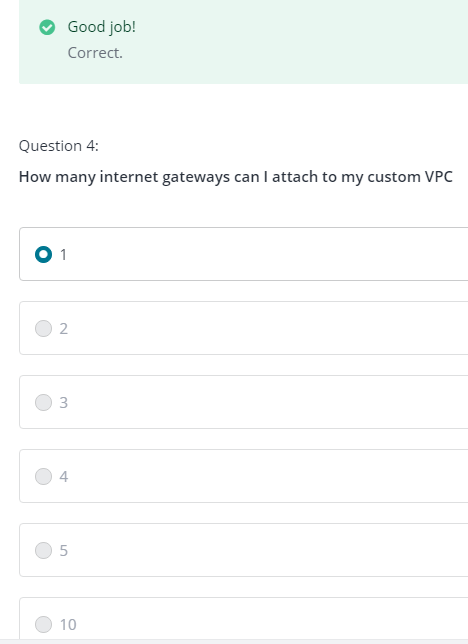 Good job!
Correct.
Question 4:
How many internet gateways can I attach to my custom VPC
1
2
3
4
5
10